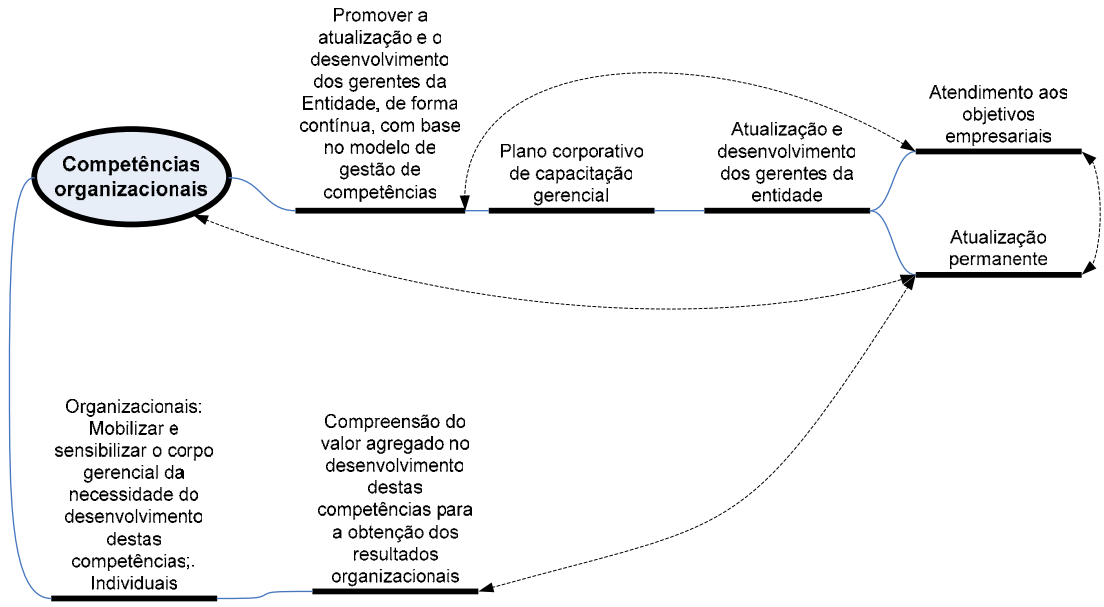 Competências
organizacionais
Promover a
atualização e o
desenvolvimento
dos gerentes da
Entidade, de forma
contínua, com base
no modelo de
gestão de
competências
Plano corporativo
de capacitação
gerencial
Atualização e
desenvolvimento
dos gerentes da
entidade
Atendimento aos
objetivos
empresariais
Atualização
permanente
Organizacionais:
Mobilizar e
sensibilizar o corpo
gerencial da
necessidade do
desenvolvimento
destas
competências;.
Individuais
Compreensão do
valor agregado no
desenvolvimento
destas
competências para
a obtenção dos
resultados
organizacionais